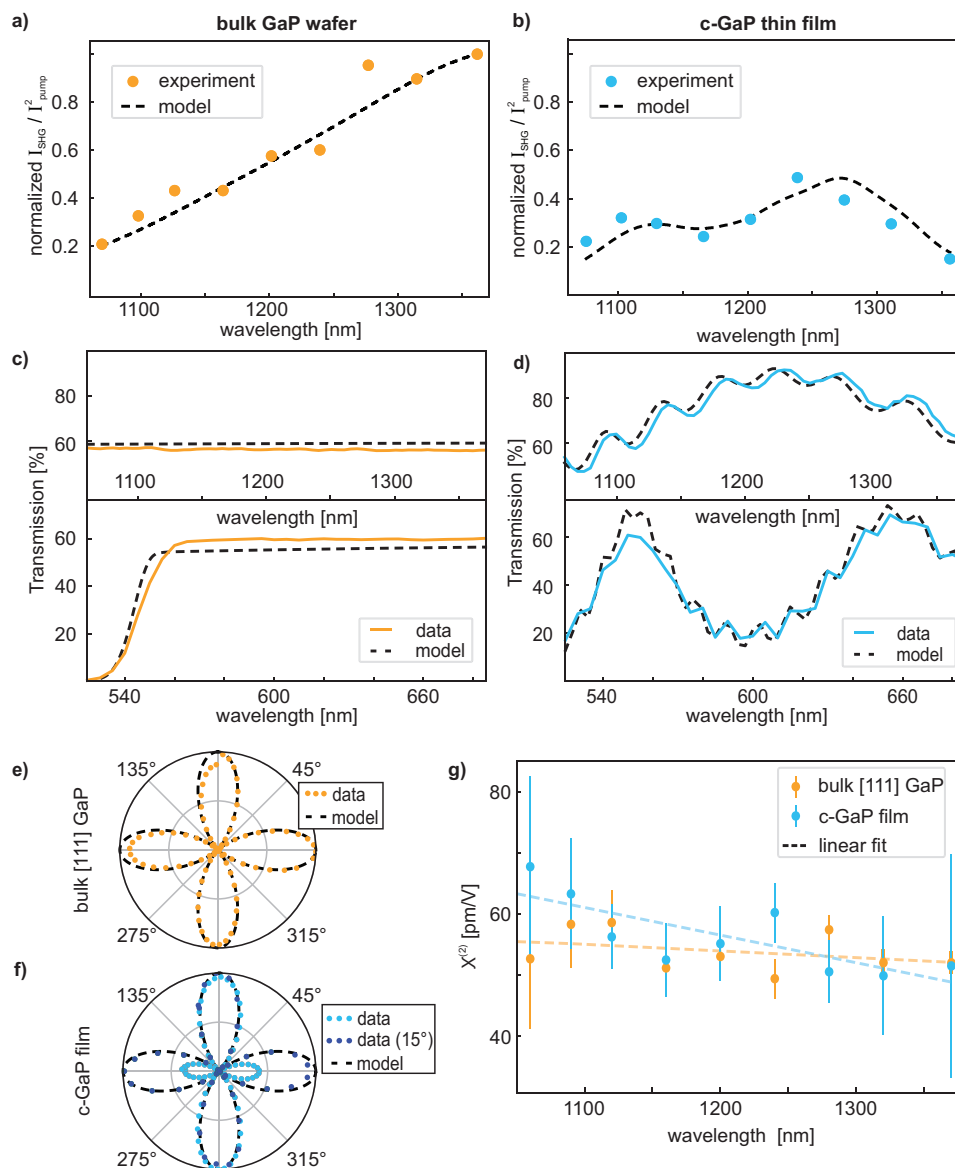 a)
bulk GaP wafer
b)
c-GaP thin film
normalized I_SHG / I²_pump
0.8
0.6
0.4
0.2
experiment
model
1100
1200
1300
wavelength [nm]
normalized I_SHG / I²_pump
0.8
0.6
0.4
0.2
experiment
model
1100
1200
1300
wavelength [nm]
c)
Transmission [%]
80
60
40
1100
1200
1300
wavelength [nm]
60
40
20
data
model
540
600
660
wavelength [nm]
d)
Transmission [%]
80
60
40
1100
1200
1300
wavelength [nm]
60
40
20
data
model
540
600
660
wavelength [nm]
e)
bulk [111] GaP
135°
45°
275°
315°
data
model
f)
c-GaP film
135°
45°
275°
315°
data
data (15°)
model
g)
X⁽²⁾ [pm/V]
80
60
40
bulk [111] GaP
c-GaP film
linear fit
1100
1200
1300
wavelength [nm]